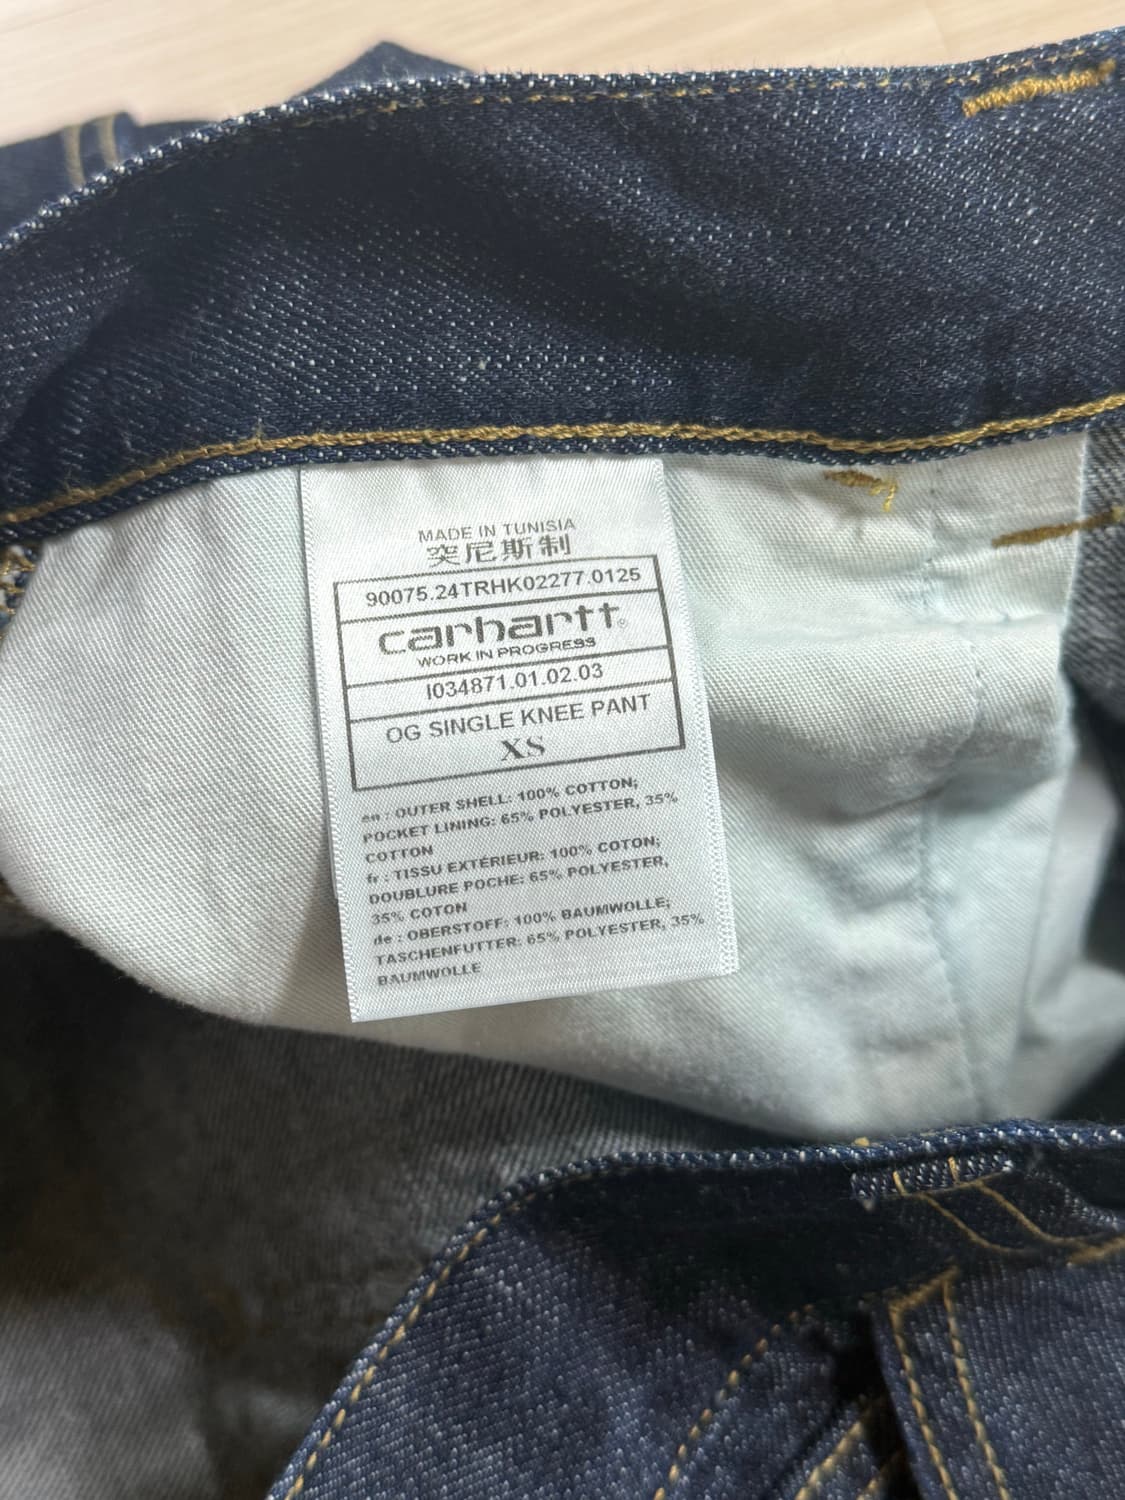 MADE IN TUNISIA
突尼斯制
90075.24TRHK02277.0125
carhartt®
WORK IN PROGRESS
I034871.01.02.03
OG SINGLE KNEE PANT
XS
en : OUTER SHELL: 100% COTTON;
POCKET LINING: 65% POLYESTER, 35%
COTTON
fr : TISSU EXTÉRIEUR: 100% COTON;
DOUBLURE POCHE: 65% POLYESTER,
35% COTON
de : OBERSTOFF: 100% BAUMWOLLE;
TASCHENFUTTER: 65% POLYESTER, 35%
BAUMWOLLE